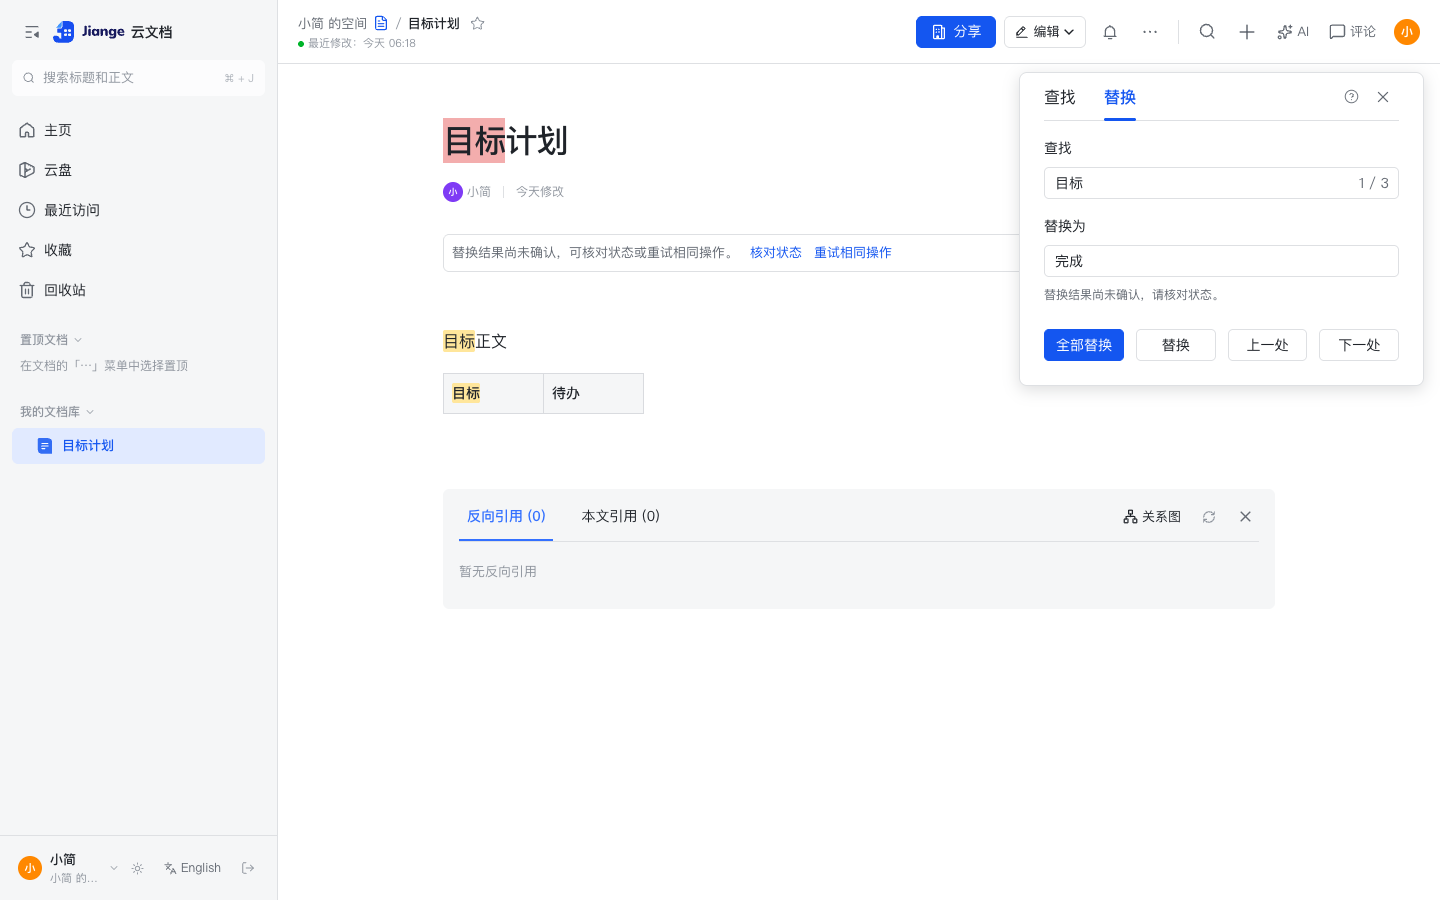 Jiange 云文档
搜索标题和正文 ⌘ + J
主页
云盘
最近访问
收藏
回收站
置顶文档
在文档的「···」菜单中选择置顶
我的文档库
目标计划
小
小简
小简 的...
English
小简 的空间 / 目标计划
最近修改：今天 06:18
分享
编辑
AI
评论
小
目标计划
小 小简 今天修改
替换结果尚未确认，可核对状态或重试相同操作。 核对状态 重试相同操作
目标正文
目标 待办
反向引用 (0) 本文引用 (0) 关系图
暂无反向引用
查找 替换
查找
目标 1 / 3
替换为
完成
替换结果尚未确认，请核对状态。
全部替换 替换 上一处 下一处